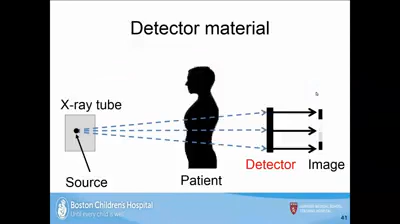 Detector material
X-ray tube
Source
Patient
Detector
Image
Boston Children's Hospital
Until every child is well
41